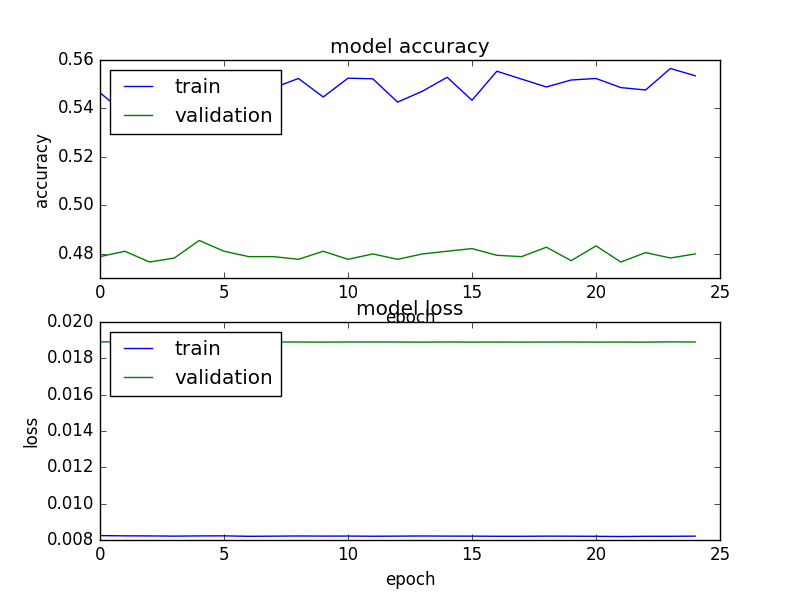 model accuracy
0.56
0.54
0.52
0.50
0.48
accuracy
train
validation
0 5 10 15 20 25
epoch
model loss
0.020
0.018
0.016
0.014
0.012
0.010
0.008
loss
train
validation
0 5 10 15 20 25
epoch